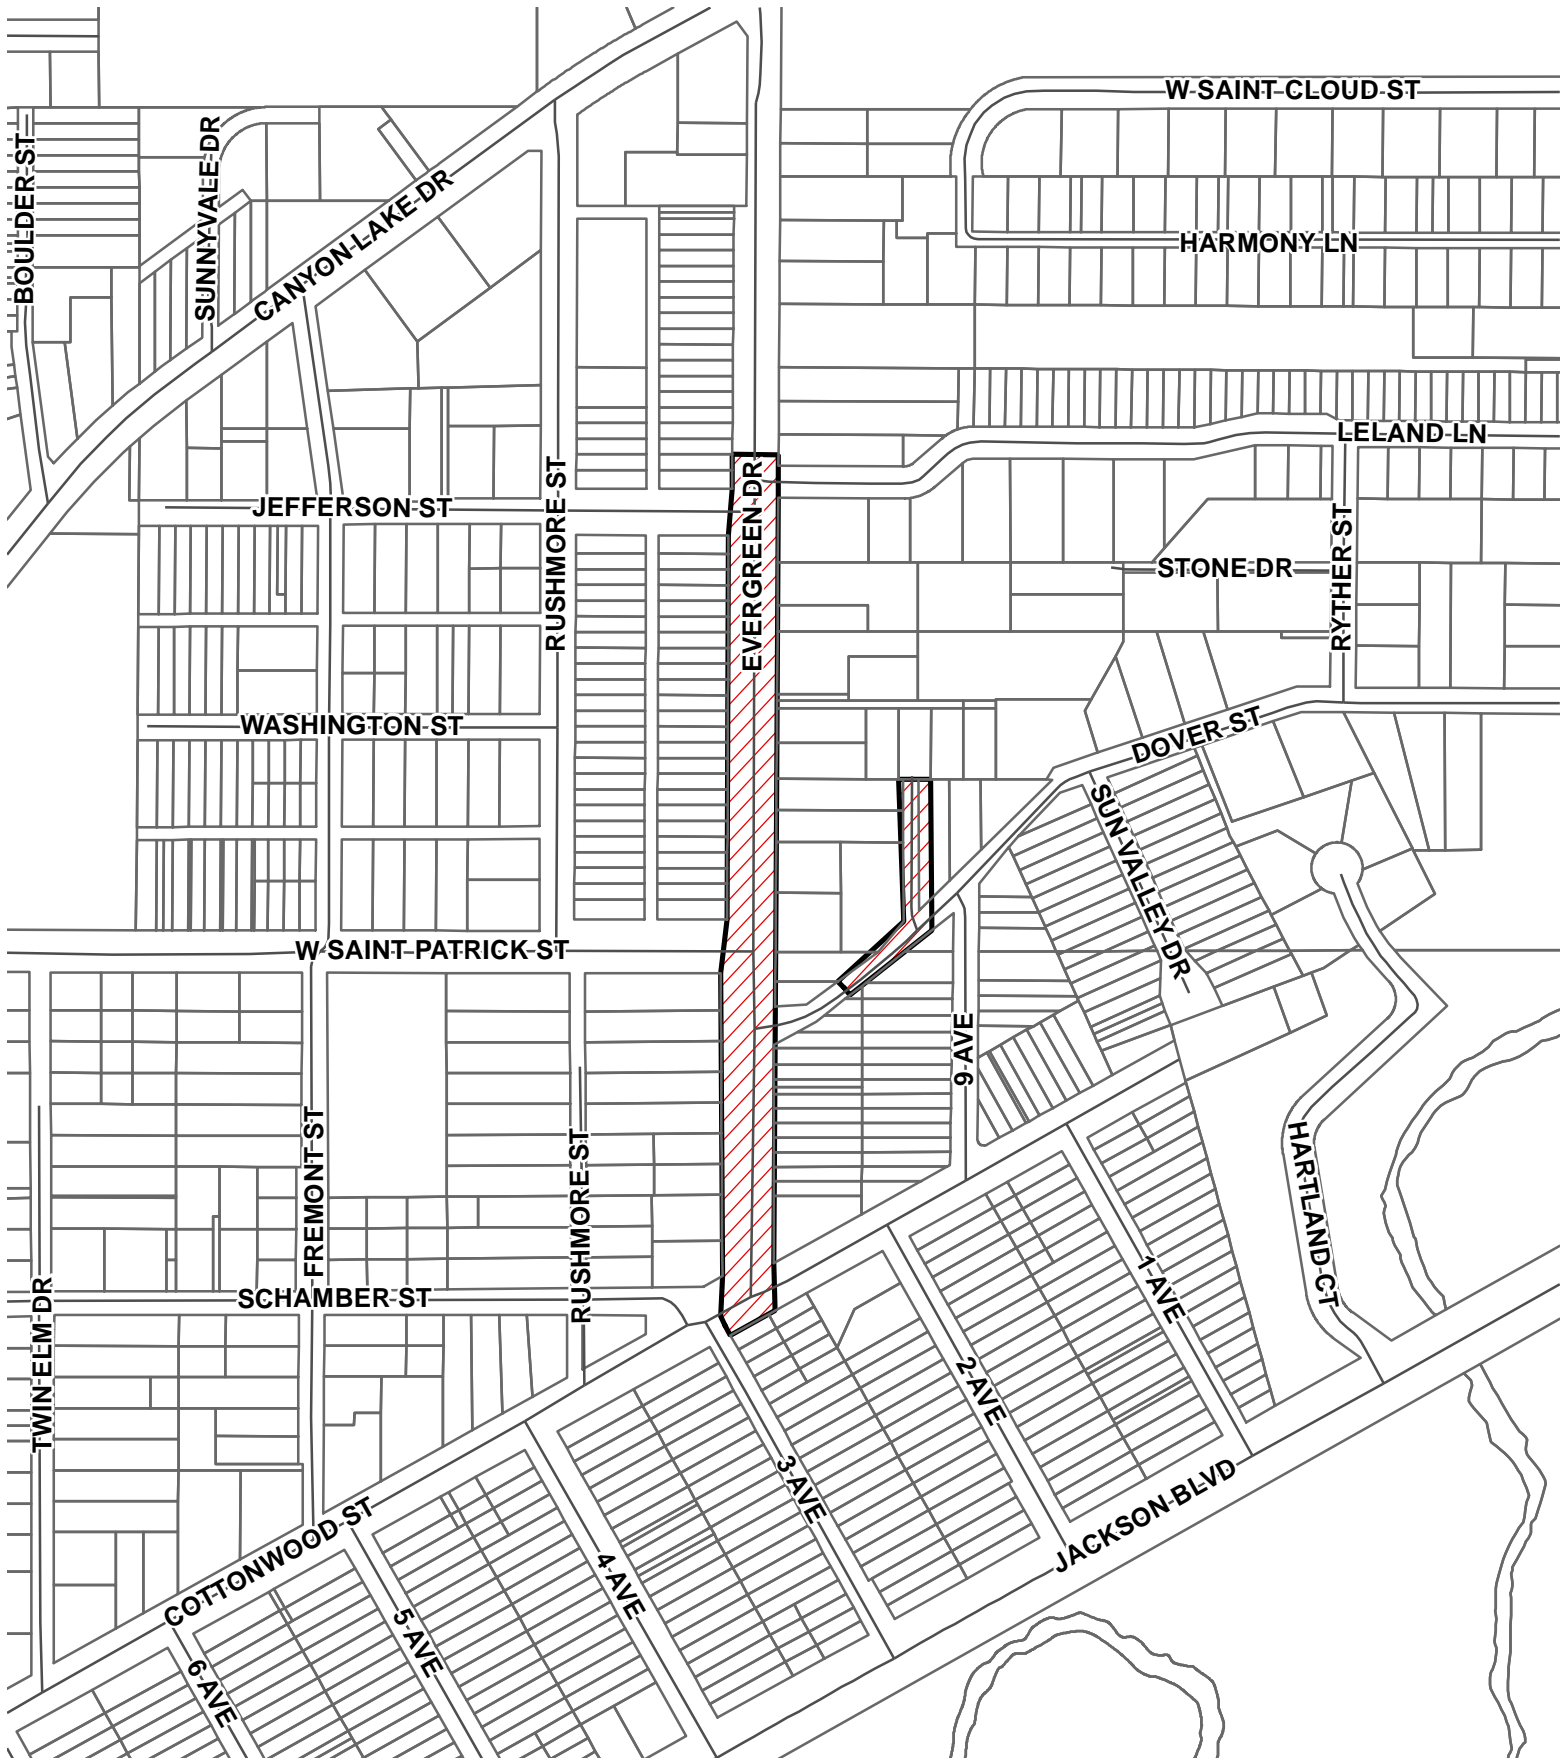 W SAINT CLOUD ST
BOULDER ST
SUNNYVALE DR
CANYON LAKE DR
HARMONY LN
LELAND LN
JEFFERSON ST
RUSHMORE ST
EVERGREEN DR
STONE DR
RYTHER ST
WASHINGTON ST
DOVER ST
SUN VALLEY DR
W SAINT PATRICK ST
9 AVE
FREMONT ST
RUSHMORE ST
HARTLAND CT
SCHAMBER ST
1 AVE
TWIN ELM DR
2 AVE
3 AVE
JACKSON BLVD
COTTONWOOD ST
4 AVE
5 AVE
6 AVE